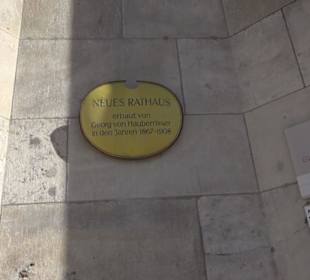 NEUES RATHAUS
erbaut von
Georg von Hauberrisser
in den Jahren 1867-1908